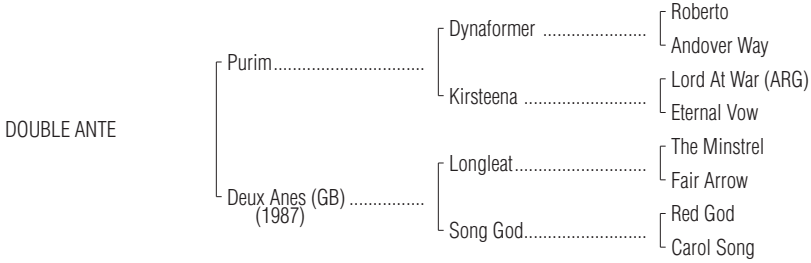 Roberto
Dynaformer ......................
Andover Way
Purim................................
Lord At War (ARG)
Kirsteena ..........................
Eternal Vow
DOUBLE ANTE
The Minstrel
Longleat............................
Fair Arrow
Deux Anes (GB) ................
(1987)
Red God
Song God..........................
Carol Song